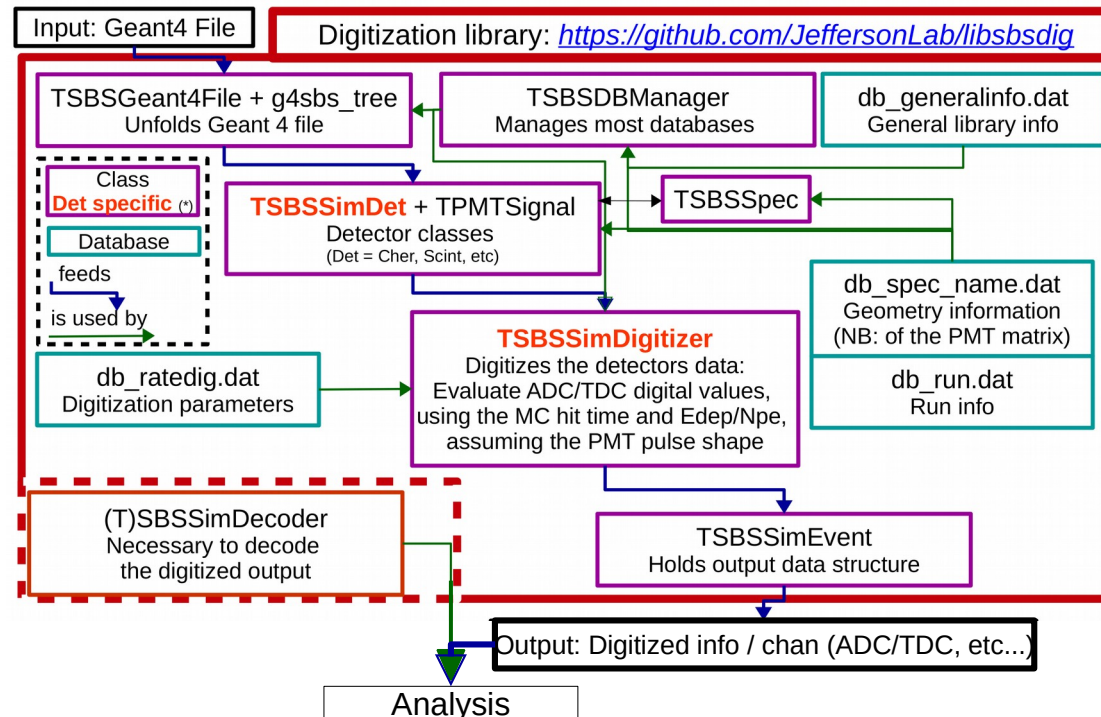 Input: Geant4 File
Digitization library: https://github.com/JeffersonLab/libsbsdig
TSBSGeant4File + g4sbs_tree
Unfolds Geant 4 file
TSBSDBManager
Manages most databases
db_generalinfo.dat
General library info
Class
Det specific (*)
Database
feeds
is used by
TSBSSimDet + TPMTSignal
Detector classes
(Det = Cher, Scint, etc)
TSBSSpec
db_spec_name.dat
Geometry information
(NB: of the PMT matrix)
db_run.dat
Run info
db_ratedig.dat
Digitization parameters
TSBSSimDigitizer
Digitizes the detectors data:
Evaluate ADC/TDC digital values,
using the MC hit time and Edep/Npe,
assuming the PMT pulse shape
(T)SBSSimDecoder
Necessary to decode
the digitized output
TSBSSimEvent
Holds output data structure
Output: Digitized info / chan (ADC/TDC, etc...)
Analysis